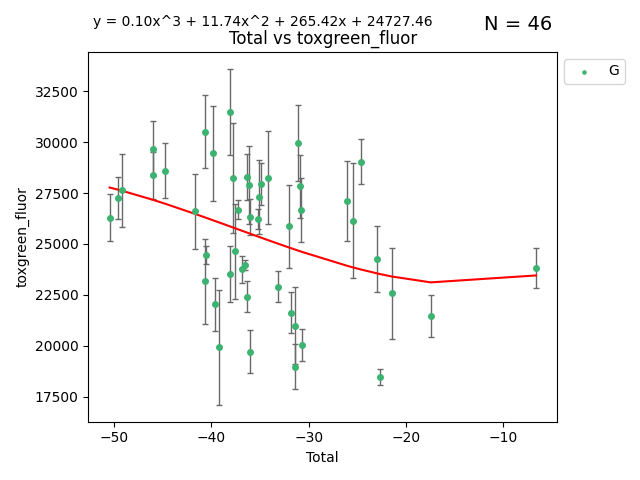 y = 0.10x^3 + 11.74x^2 + 265.42x + 24727.46
N = 46
Total vs toxgreen_fluor
G
toxgreen_fluor
32500
30000
27500
25000
22500
20000
17500
−50
−40
−30
−20
−10
Total